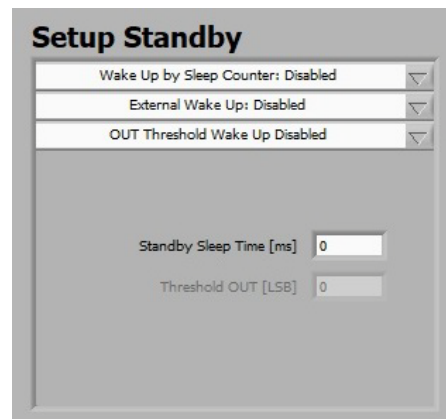 Setup Standby
Wake Up by Sleep Counter: Disabled
External Wake Up: Disabled
OUT Threshold Wake Up Disabled
Standby Sleep Time [ms] 0
Threshold OUT [LSB] 0